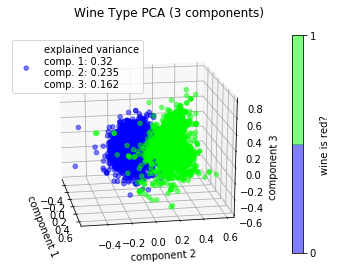 Wine Type PCA (3 components)
explained variance
comp. 1: 0.32
comp. 2: 0.235
comp. 3: 0.162
1
0
wine is red?
0.8
0.6
0.4
0.2
0.0
−0.2
−0.4
−0.6
component 3
−0.4
−0.2
0.0
0.2
0.4
0.6
component 1
−0.4
−0.2
0.0
0.2
0.4
0.6
component 2